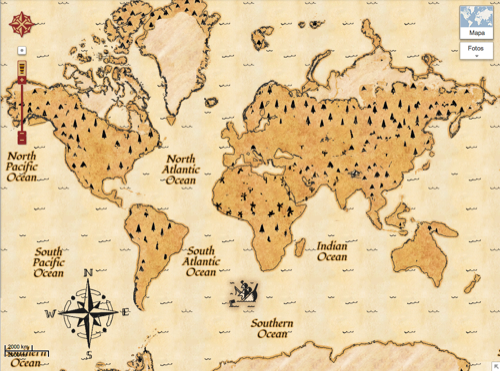 Mapa
Fotos
North
Pacific
Ocean
North
Atlantic
Ocean
South
Pacific
Ocean
South
Atlantic
Ocean
Indian
Ocean
N
W
E
S
Southern
Ocean
2000 km
Southern
Ocean